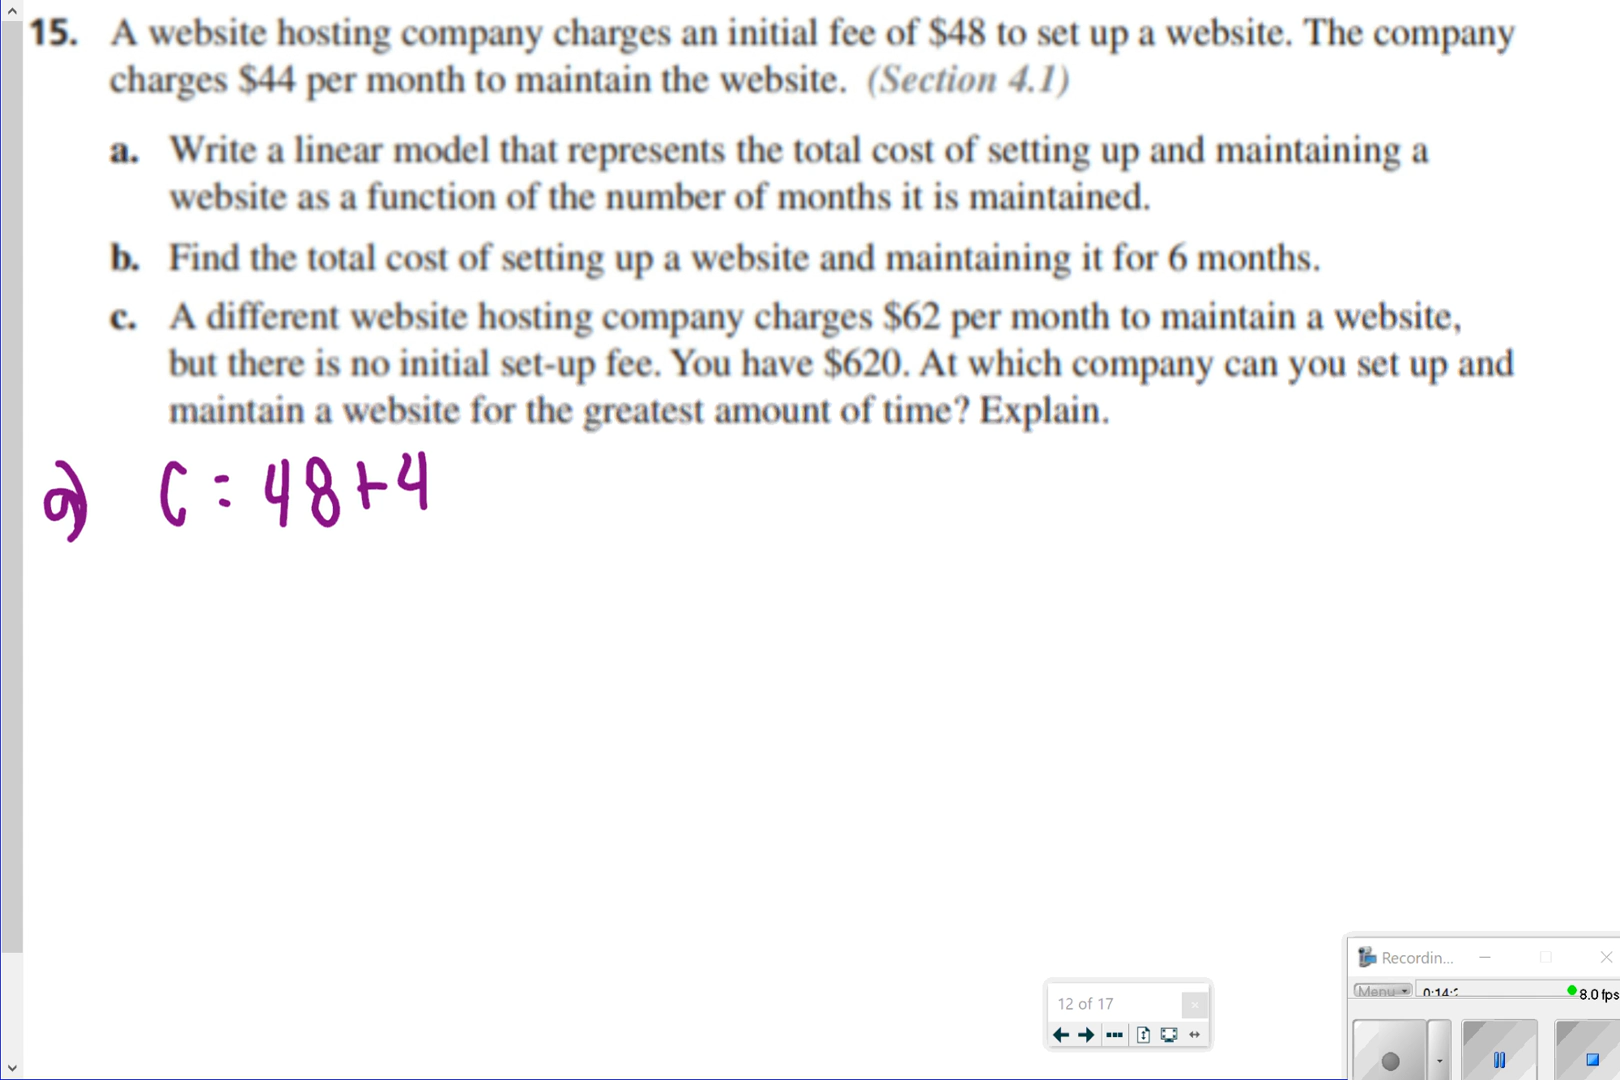 15. A website hosting company charges an initial fee of $48 to set up a website. The company
charges $44 per month to maintain the website. (Section 4.1)
a. Write a linear model that represents the total cost of setting up and maintaining a
website as a function of the number of months it is maintained.
b. Find the total cost of setting up a website and maintaining it for 6 months.
c. A different website hosting company charges $62 per month to maintain a website,
but there is no initial set-up fee. You have $620. At which company can you set up and
maintain a website for the greatest amount of time? Explain.
a) C = 48+4
Recordin...
Menu 0:14:
8.0 fps
12 of 17